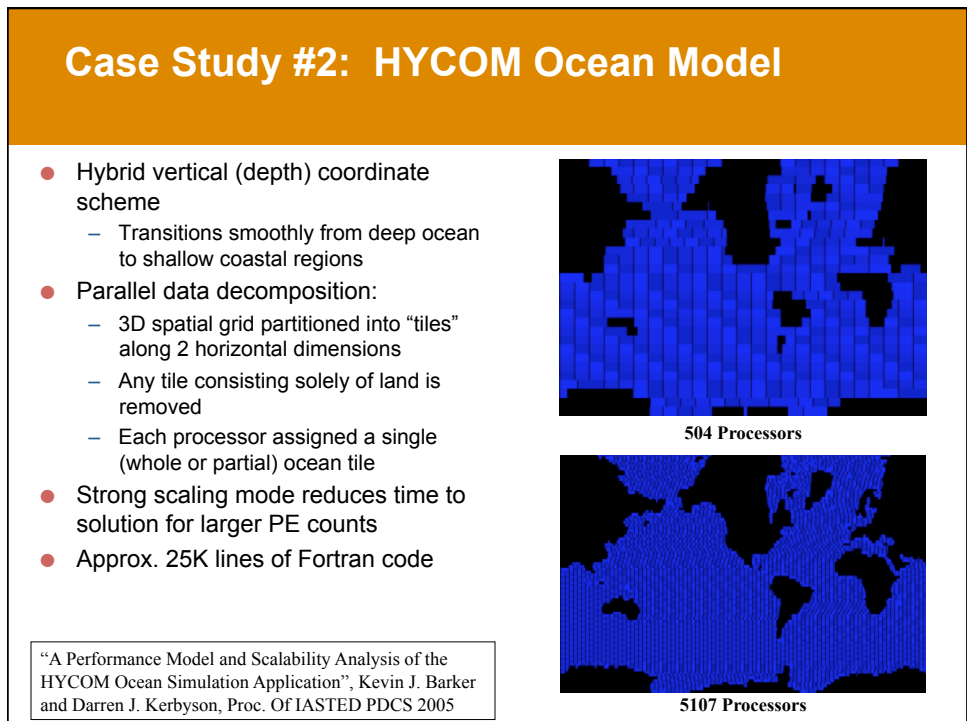 Case Study #2: HYCOM Ocean Model
● Hybrid vertical (depth) coordinate
scheme
– Transitions smoothly from deep ocean
to shallow coastal regions
● Parallel data decomposition:
– 3D spatial grid partitioned into “tiles”
along 2 horizontal dimensions
– Any tile consisting solely of land is
removed
– Each processor assigned a single
(whole or partial) ocean tile
● Strong scaling mode reduces time to
solution for larger PE counts
● Approx. 25K lines of Fortran code
“A Performance Model and Scalability Analysis of the
HYCOM Ocean Simulation Application”, Kevin J. Barker
and Darren J. Kerbyson, Proc. Of IASTED PDCS 2005
504 Processors
5107 Processors